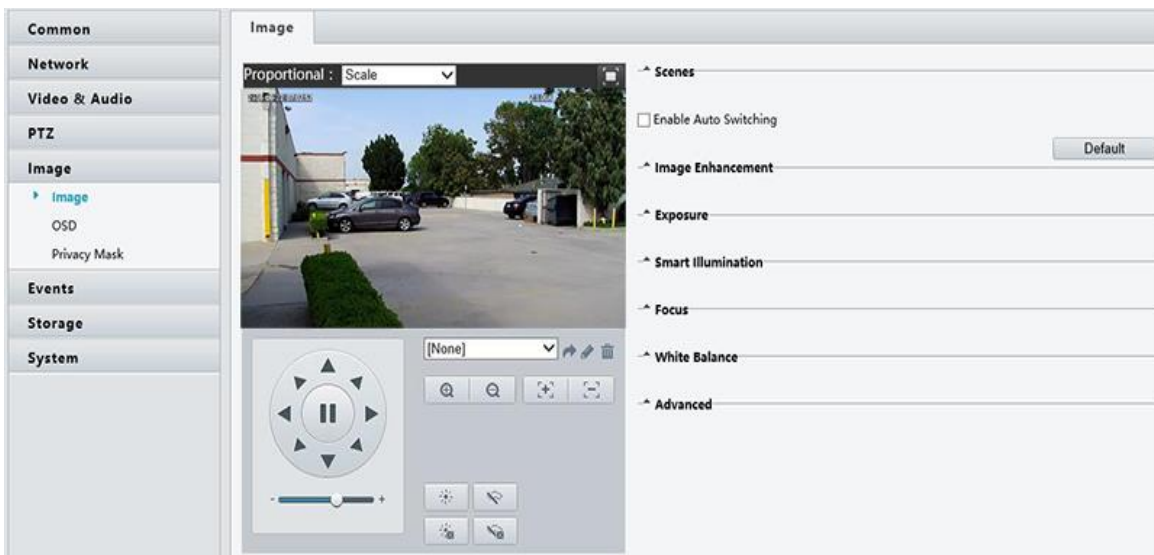 Common
Network
Video & Audio
PTZ
Image
Image
OSD
Privacy Mask
Events
Storage
System
Image
Proportional : Scale
Scenes
Enable Auto Switching
Default
Image Enhancement
Exposure
Smart Illumination
Focus
White Balance
Advanced
[None]
- +